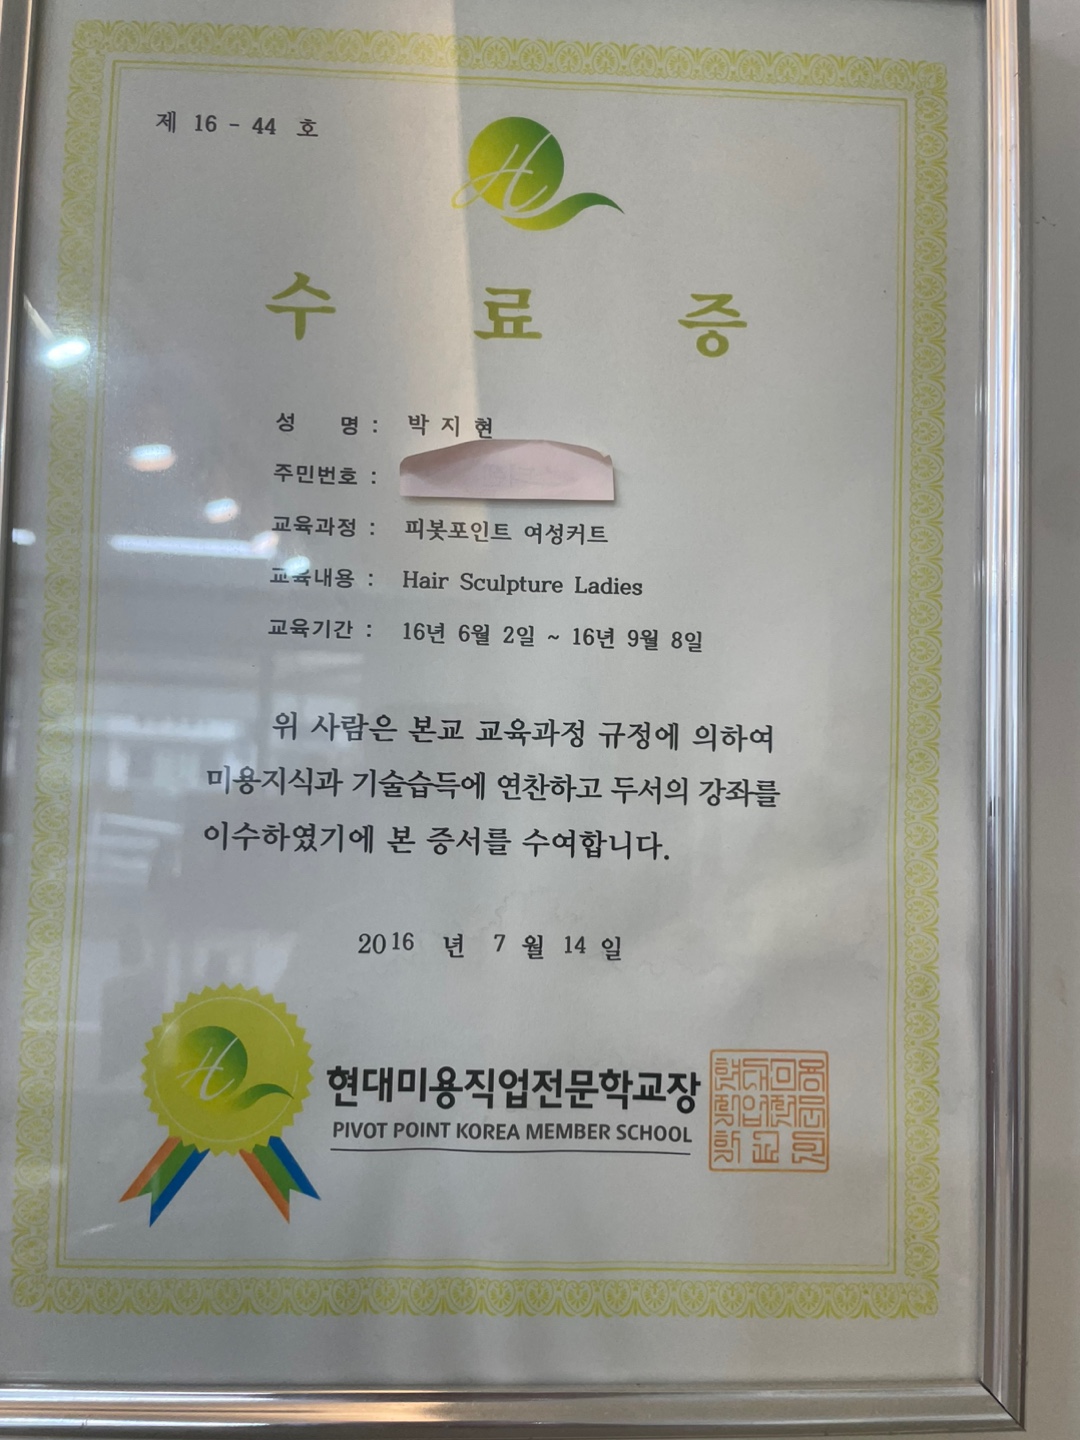 제 16 - 44 호
H
수 료 증
성 명 : 박 지 현
주민번호 :
교육과정 : 피봇포인트 여성커트
교육내용 : Hair Sculpture Ladies
교육기간 : 16년 6월 2일 ~ 16년 9월 8일
위 사람은 본교 교육과정 규정에 의하여
미용지식과 기술습득에 연찬하고 두서의 강좌를
이수하였기에 본 증서를 수여합니다.
2016 년 7 월 14 일
H
현대미용직업전문학교장
PIVOT POINT KOREA MEMBER SCHOOL